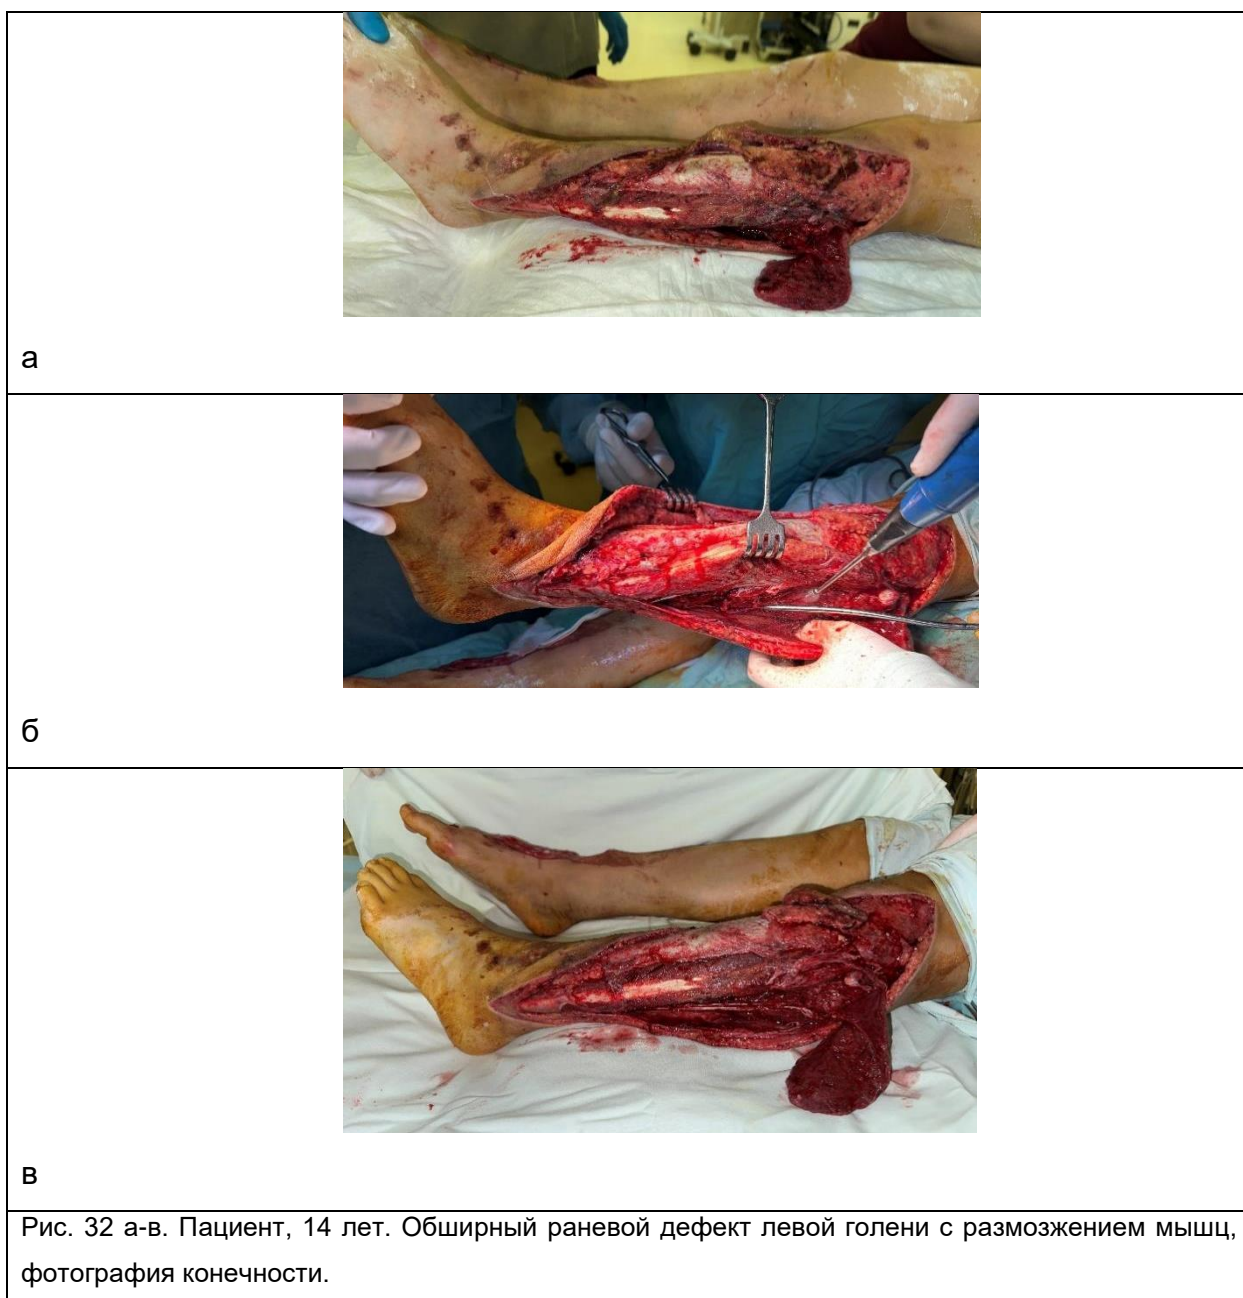 а
б
в
Рис. 32 а-в. Пациент, 14 лет. Обширный раневой дефект левой голени с размозжением мышц,
фотография конечности.